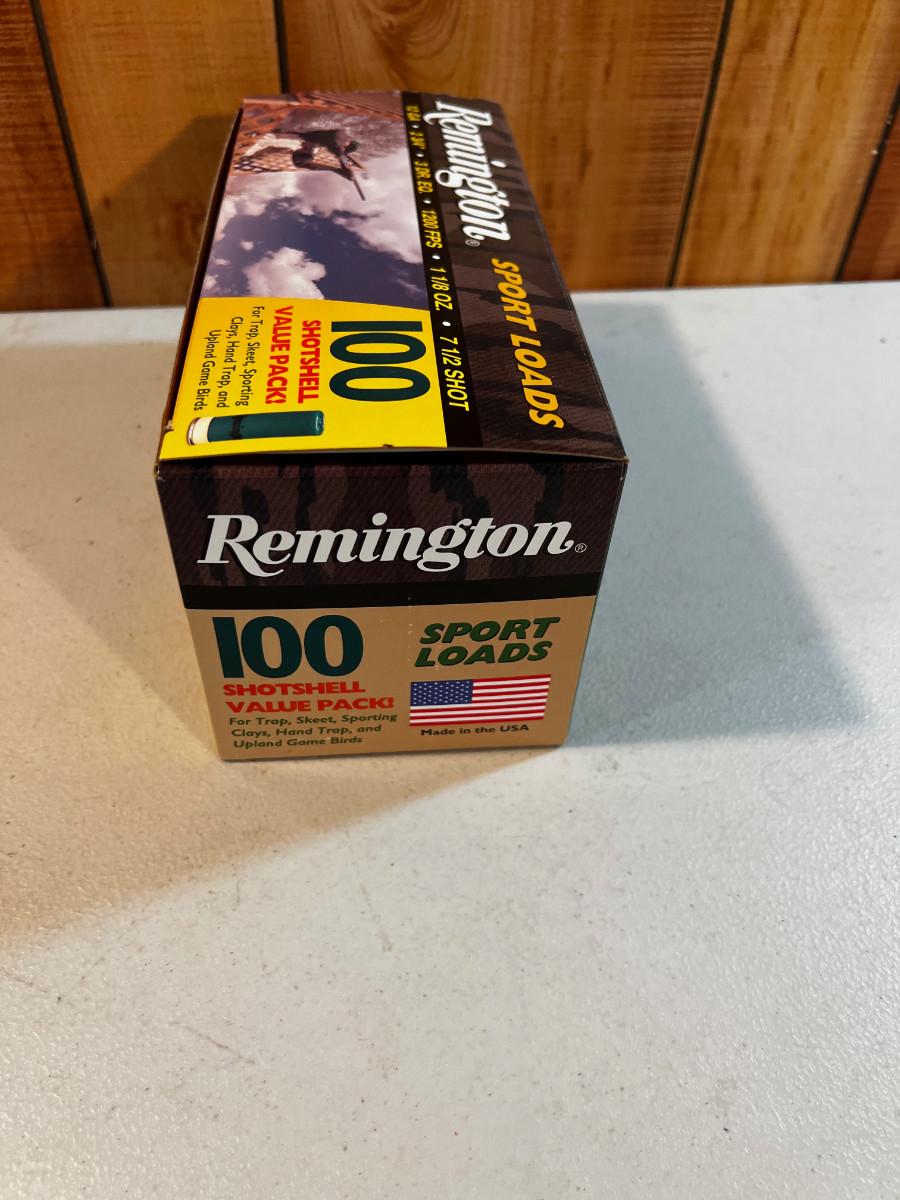 Remington®
SPORT LOADS
12 GA • 2 3/4" • 3 DR. EQ. • 1200 FPS • 1 1/8 OZ. • 7 1/2 SHOT
100
SHOTSHELL
VALUE PACK!
For Trap, Skeet, Sporting
Clays, Hand Trap, and
Upland Game Birds
Remington®
100
SHOTSHELL
VALUE PACK!
For Trap, Skeet, Sporting
Clays, Hand Trap, and
Upland Game Birds
SPORT
LOADS
Made in the USA